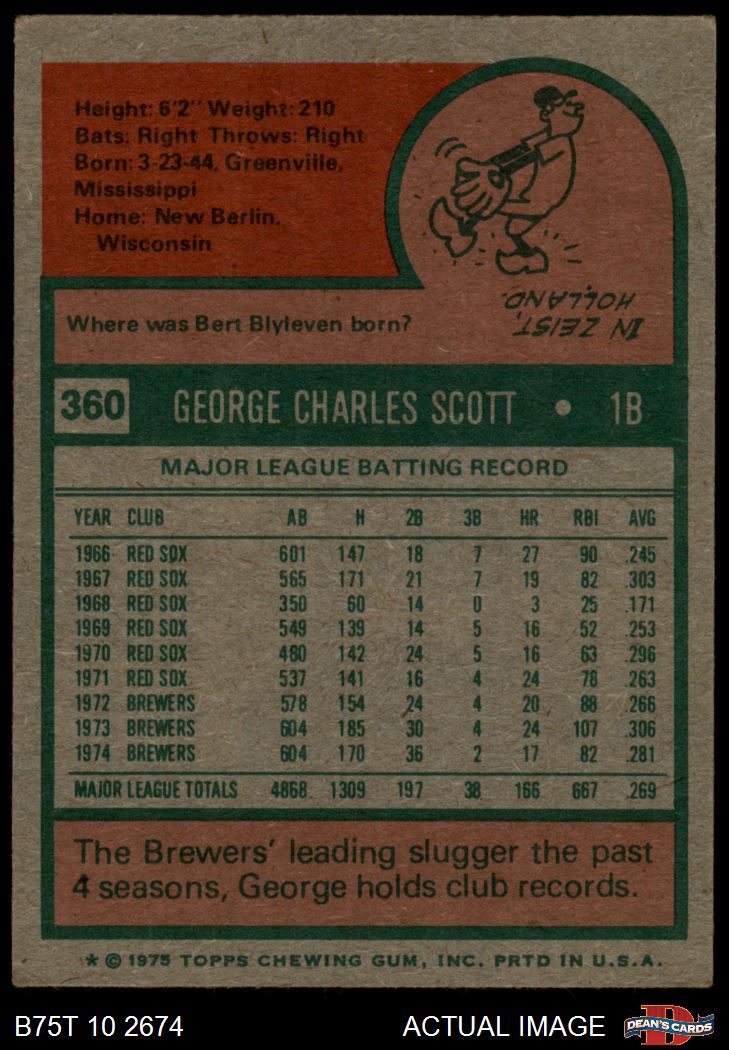 Height: 6'2" Weight: 210
Bats: Right Throws: Right
Born: 3-23-44, Greenville,
Mississippi
Home: New Berlin,
Wisconsin
Where was Bert Blyleven born?
IN ZEIST,
HOLLAND.
360 GEORGE CHARLES SCOTT • 1B
MAJOR LEAGUE BATTING RECORD
YEAR CLUB AB H 2B 3B HR RBI AVG
1966 RED SOX 601 147 18 7 27 90 .245
1967 RED SOX 565 171 21 7 19 82 .303
1968 RED SOX 350 60 14 0 3 25 .171
1969 RED SOX 549 139 14 5 16 52 .253
1970 RED SOX 480 142 24 5 16 63 .296
1971 RED SOX 537 141 16 4 24 78 .263
1972 BREWERS 578 154 24 4 20 88 .266
1973 BREWERS 604 185 30 4 24 107 .306
1974 BREWERS 604 170 36 2 17 82 .281
MAJOR LEAGUE TOTALS 4868 1309 197 38 166 667 .269
The Brewers' leading slugger the past
4 seasons, George holds club records.
* © 1975 TOPPS CHEWING GUM, INC. PRTD IN U.S.A.
B75T 10 2674 ACTUAL IMAGE DEAN'S CARDS